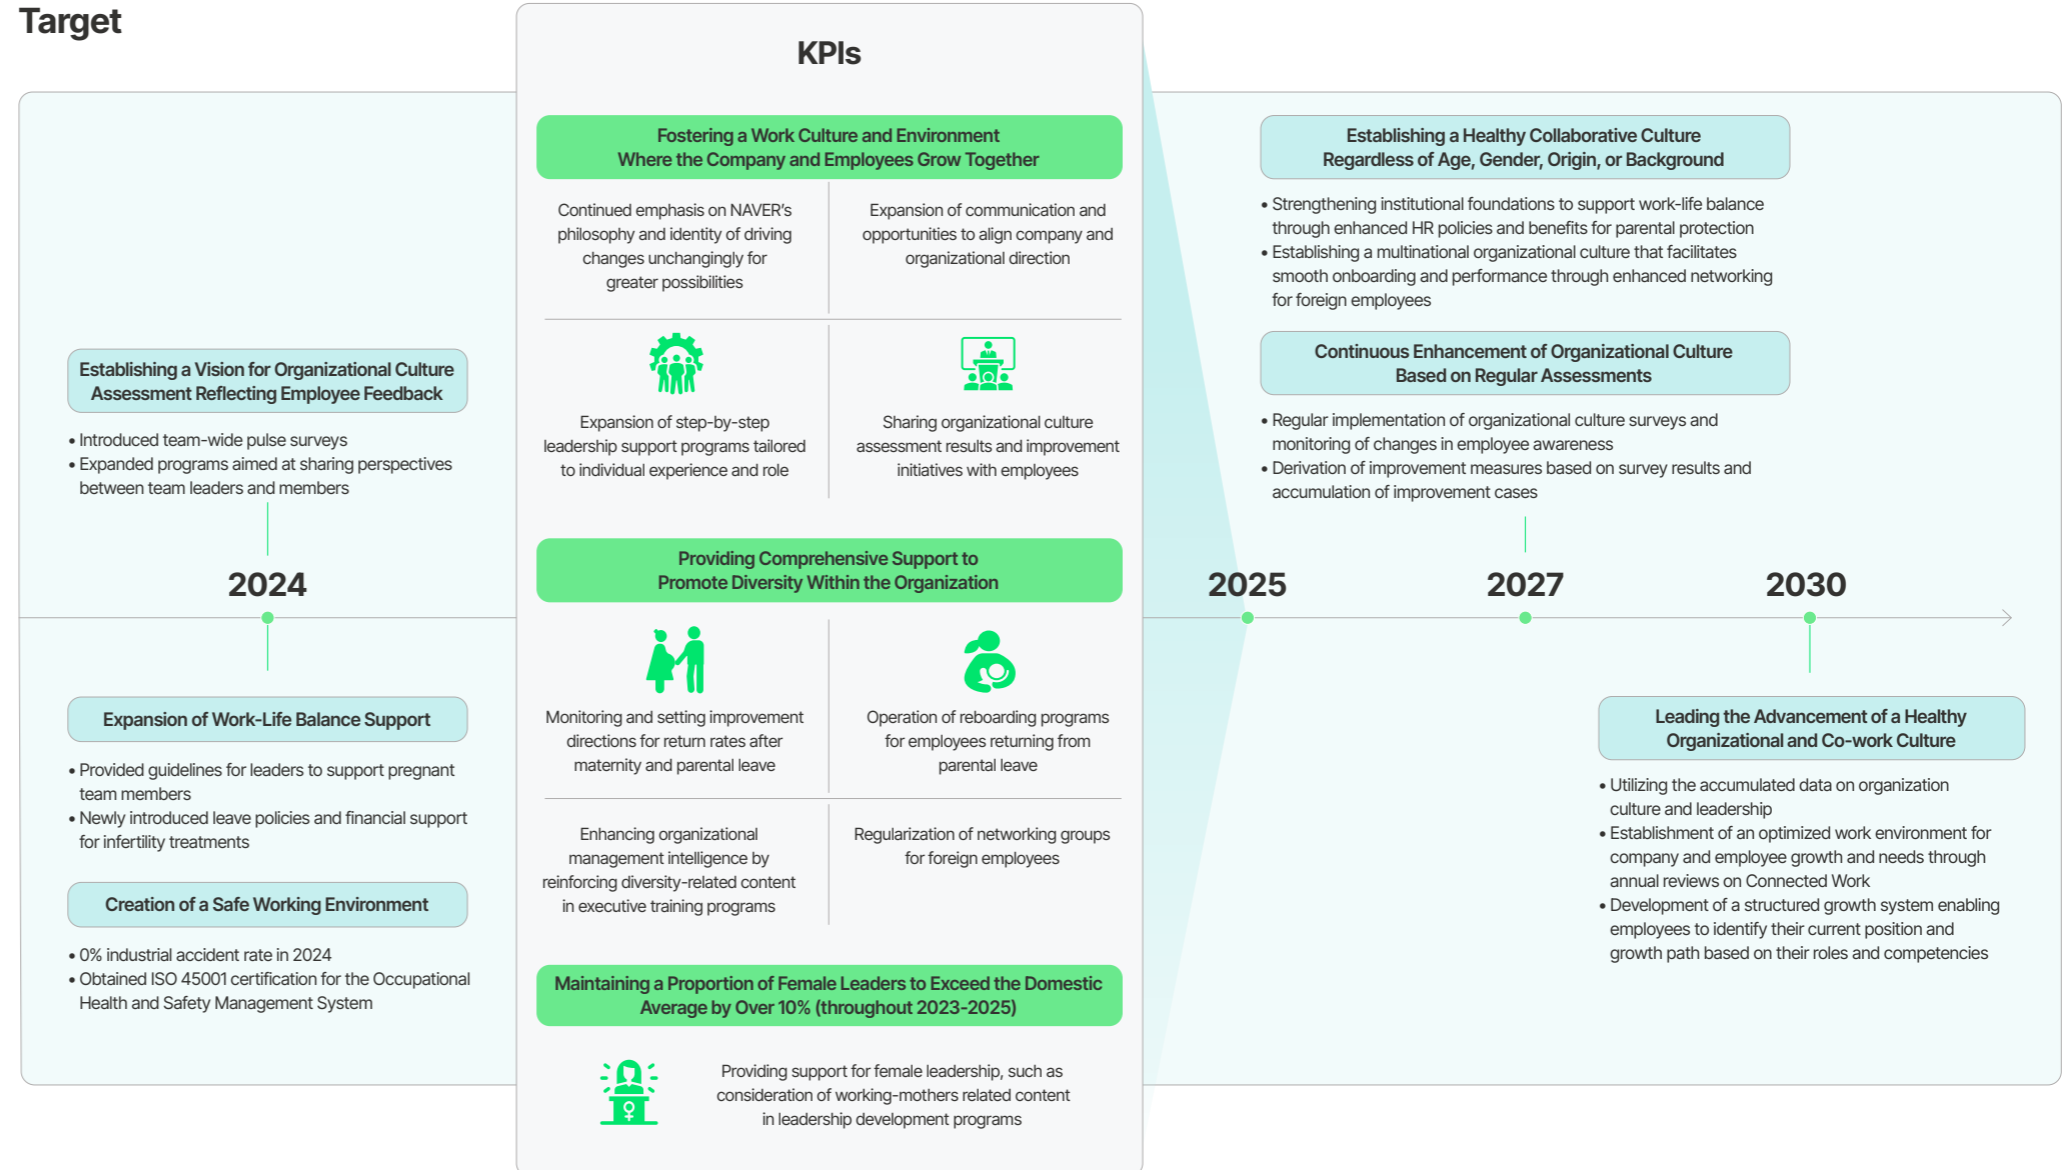 Target
Establishing a Vision for Organizational Culture
Assessment Reflecting Employee Feedback
• Introduced team-wide pulse surveys
• Expanded programs aimed at sharing perspectives
between team leaders and members
2024
Expansion of Work-Life Balance Support
• Provided guidelines for leaders to support pregnant
team members
• Newly introduced leave policies and financial support
for infertility treatments
Creation of a Safe Working Environment
• 0% industrial accident rate in 2024
• Obtained ISO 45001 certification for the Occupational
Health and Safety Management System
KPIs
Fostering a Work Culture and Environment
Where the Company and Employees Grow Together
Continued emphasis on NAVER's
philosophy and identity of driving
changes unchangingly for
greater possibilities
Expansion of communication and
opportunities to align company and
organizational direction
Expansion of step-by-step
leadership support programs tailored
to individual experience and role
Sharing organizational culture
assessment results and improvement
initiatives with employees
Providing Comprehensive Support to
Promote Diversity Within the Organization
Monitoring and setting improvement
directions for return rates after
maternity and parental leave
Operation of reboarding programs
for employees returning from
parental leave
Enhancing organizational
management intelligence by
reinforcing diversity-related content
in executive training programs
Regularization of networking groups
for foreign employees
Maintaining a Proportion of Female Leaders to Exceed the Domestic
Average by Over 10% (throughout 2023-2025)
Providing support for female leadership, such as
consideration of working-mothers related content
in leadership development programs
2025
Establishing a Healthy Collaborative Culture
Regardless of Age, Gender, Origin, or Background
• Strengthening institutional foundations to support work-life balance
through enhanced HR policies and benefits for parental protection
• Establishing a multinational organizational culture that facilitates
smooth onboarding and performance through enhanced networking
for foreign employees
Continuous Enhancement of Organizational Culture
Based on Regular Assessments
• Regular implementation of organizational culture surveys and
monitoring of changes in employee awareness
• Derivation of improvement measures based on survey results and
accumulation of improvement cases
2027
2030
Leading the Advancement of a Healthy
Organizational and Co-work Culture
• Utilizing the accumulated data on organization
culture and leadership
• Establishment of an optimized work environment for
company and employee growth and needs through
annual reviews on Connected Work
• Development of a structured growth system enabling
employees to identify their current position and
growth path based on their roles and competencies